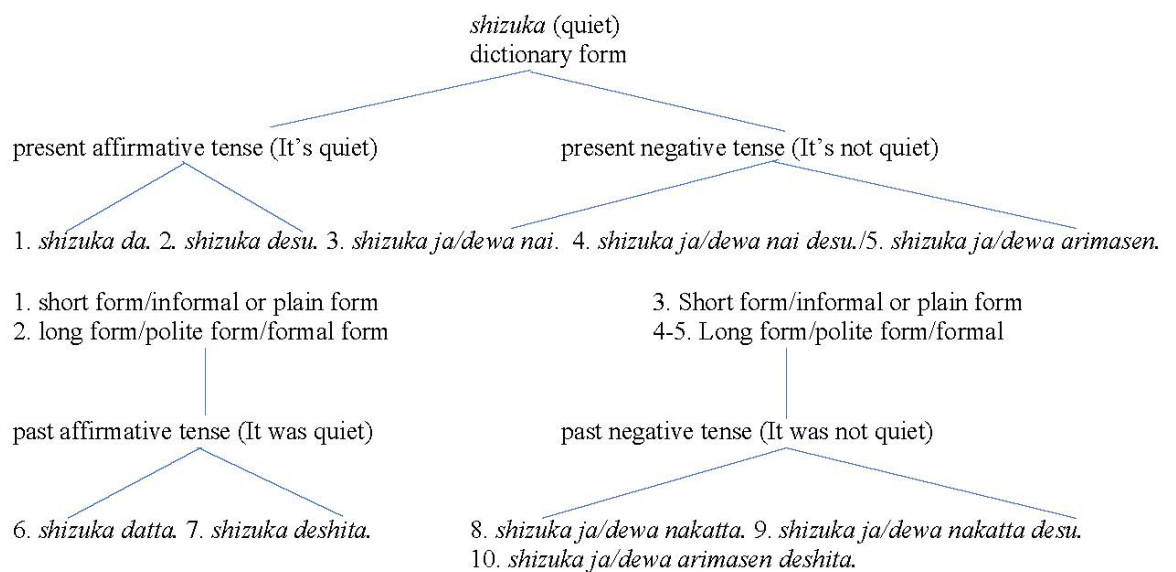 shizuka (quiet)
dictionary form
present affirmative tense (It’s quiet)
present negative tense (It’s not quiet)
1. shizuka da. 2. shizuka desu. 3. shizuka ja/dewa nai. 4. shizuka ja/dewa nai desu./5. shizuka ja/dewa arimasen.
1. short form/informal or plain form
2. long form/polite form/formal form
3. Short form/informal or plain form
4-5. Long form/polite form/formal
past affirmative tense (It was quiet)
past negative tense (It was not quiet)
6. shizuka datta. 7. shizuka deshita.
8. shizuka ja/dewa nakatta. 9. shizuka ja/dewa nakatta desu.
10. shizuka ja/dewa arimasen deshita.